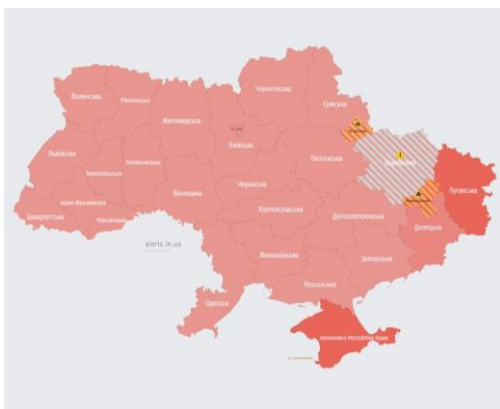 Волинська
Рівненська
Житомирська
Чернігівська
Сумська
Київська
Львівська
Тернопільська
Хмельницька
Полтавська
Харківська
Луганська
Івано-Франківська
Вінницька
Черкаська
Закарпатська
Чернівецька
Кіровоградська
Дніпропетровська
Донецька
alerts.in.ua
Миколаївська
Запорізька
Херсонська
Одеська
Автономна Республіка Крим